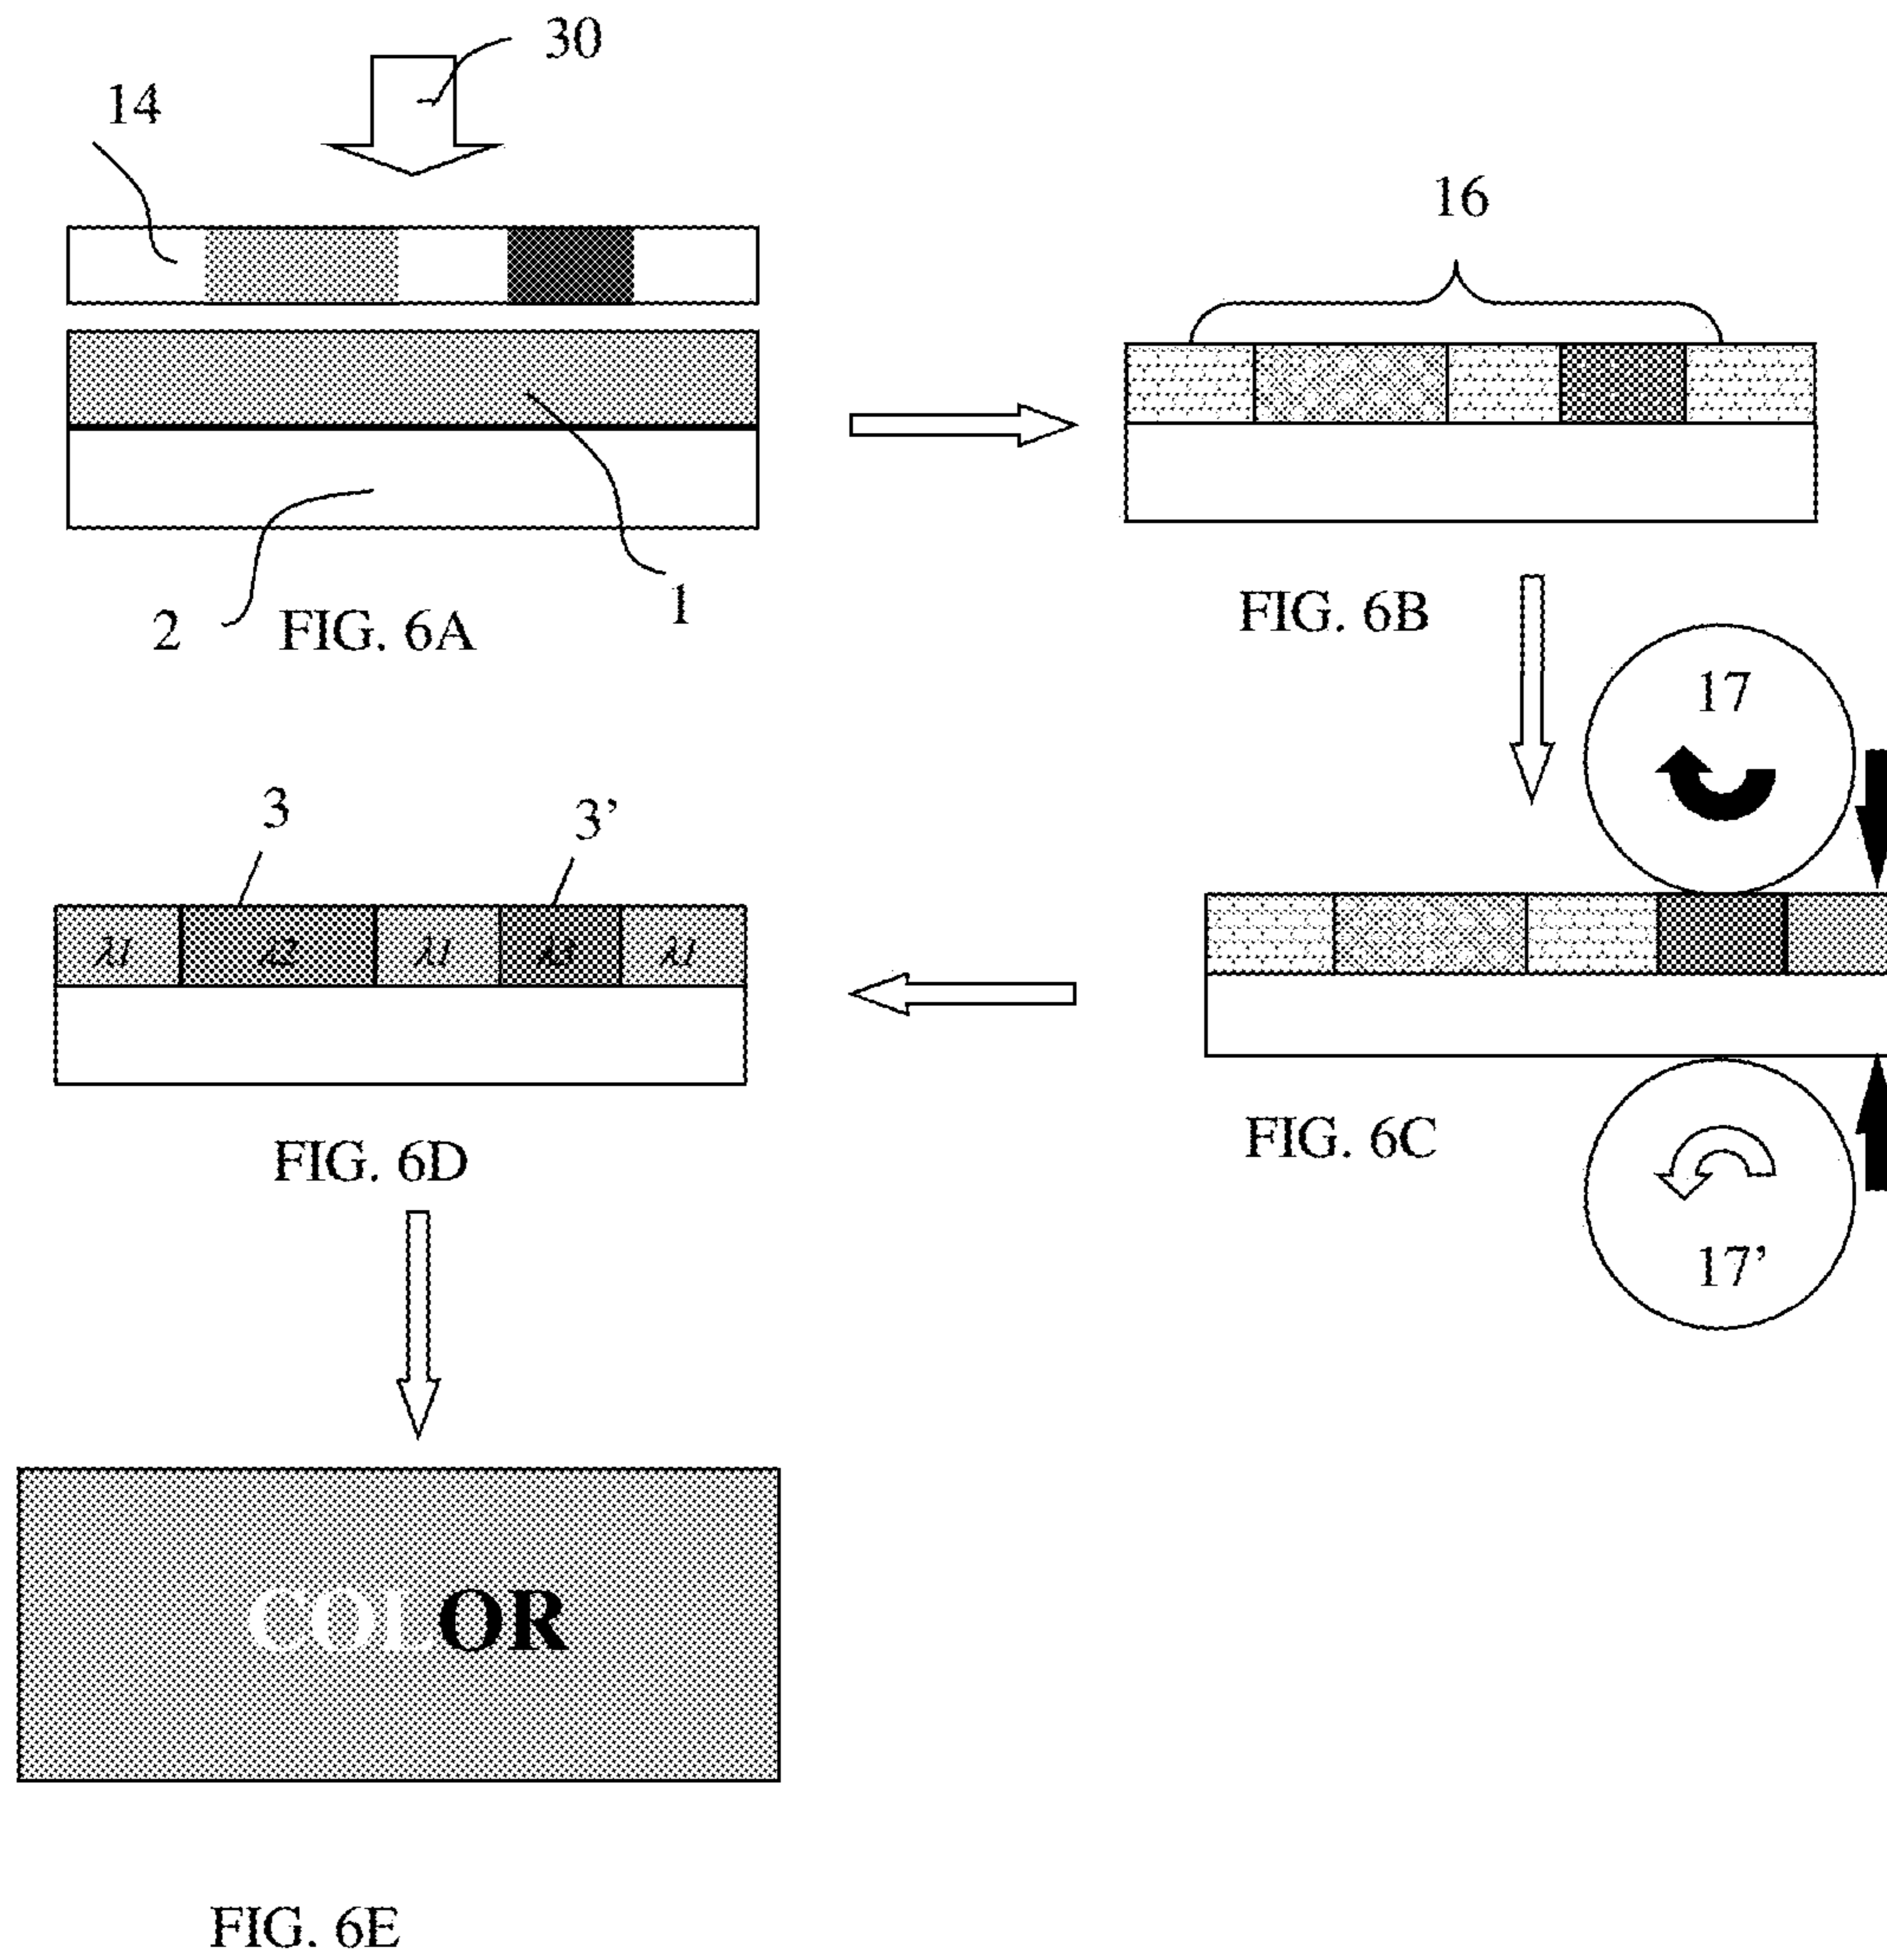 30
14
16
1
2
FIG. 6A
FIG. 6B
17
3
3’
λ1 λ2 λ1 λ3 λ1
FIG. 6C
FIG. 6D
17’
COLOR
FIG. 6E